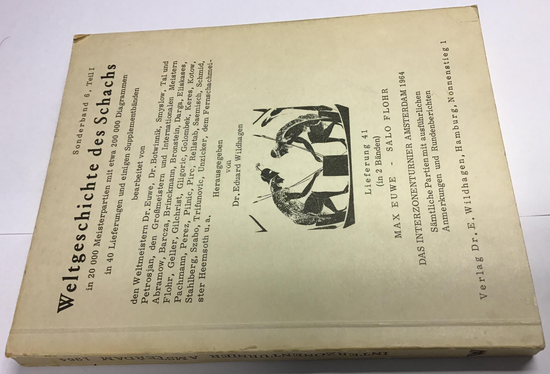 Sonderband 6, Teil I
Weltgeschichte des Schachs
in 20 000 Meisterpartien mit etwa 200 000 Diagrammen
in 40 Lieferungen und einigen Supplementbänden
bearbeitet von
den Weltmeistern Dr. Euwe, Dr. Botwinnik, Smyslow, Tal und
Petrosjan, den Großmeistern und Internationalen Meistern
Abramow, Barcza, Brinckmann, Bronstein, Darga, Eliskases,
Flohr, Geller, Gilchrist, Gligoric, Golombek, Keres, Kotow,
Pachmann, Perez, Pilnic, Pirc, Rellstab, Saemisch, Schmid,
Stahlberg, Szabo, Trifunovic, Unzicker, dem Fernschachmei-
ster Heemsoth u. a.
Herausgegeben
von
Dr. Eduard Wildhagen
Lieferung 41
(in 2 Bänden)
MAX EUWE SALO FLOHR
DAS INTERZONENTURNIER AMSTERDAM 1964
Sämtliche Partien mit ausführlichen
Anmerkungen und Rundenberichten
Verlag Dr. E. Wildhagen, Hamburg, Nonnenstieg 1
INTERZONENTURNIER AMSTERDAM 1964